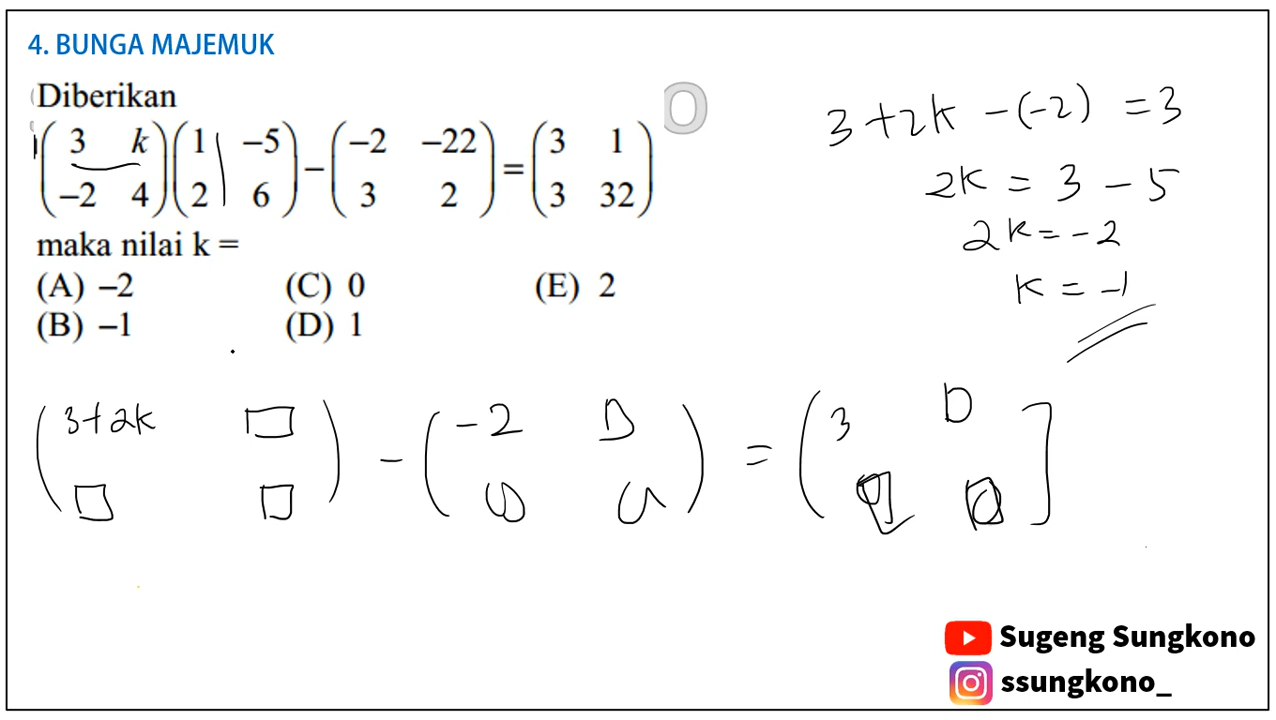 4. BUNGA MAJEMUK
Diberikan
( 3 k ) ( 1 −5 ) − ( −2 −22 ) = ( 3 1 )
( −2 4 ) ( 2 6 ) ( 3 2 ) ( 3 32 )
maka nilai k =
(A) −2 (C) 0 (E) 2
(B) −1 (D) 1
3 + 2k − (−2) = 3
2k = 3 − 5
2k = −2
k = −1
( 3+2k □ ) − ( −2 ) = ( 3 ]
□ □
Sugeng Sungkono
ssungkono_